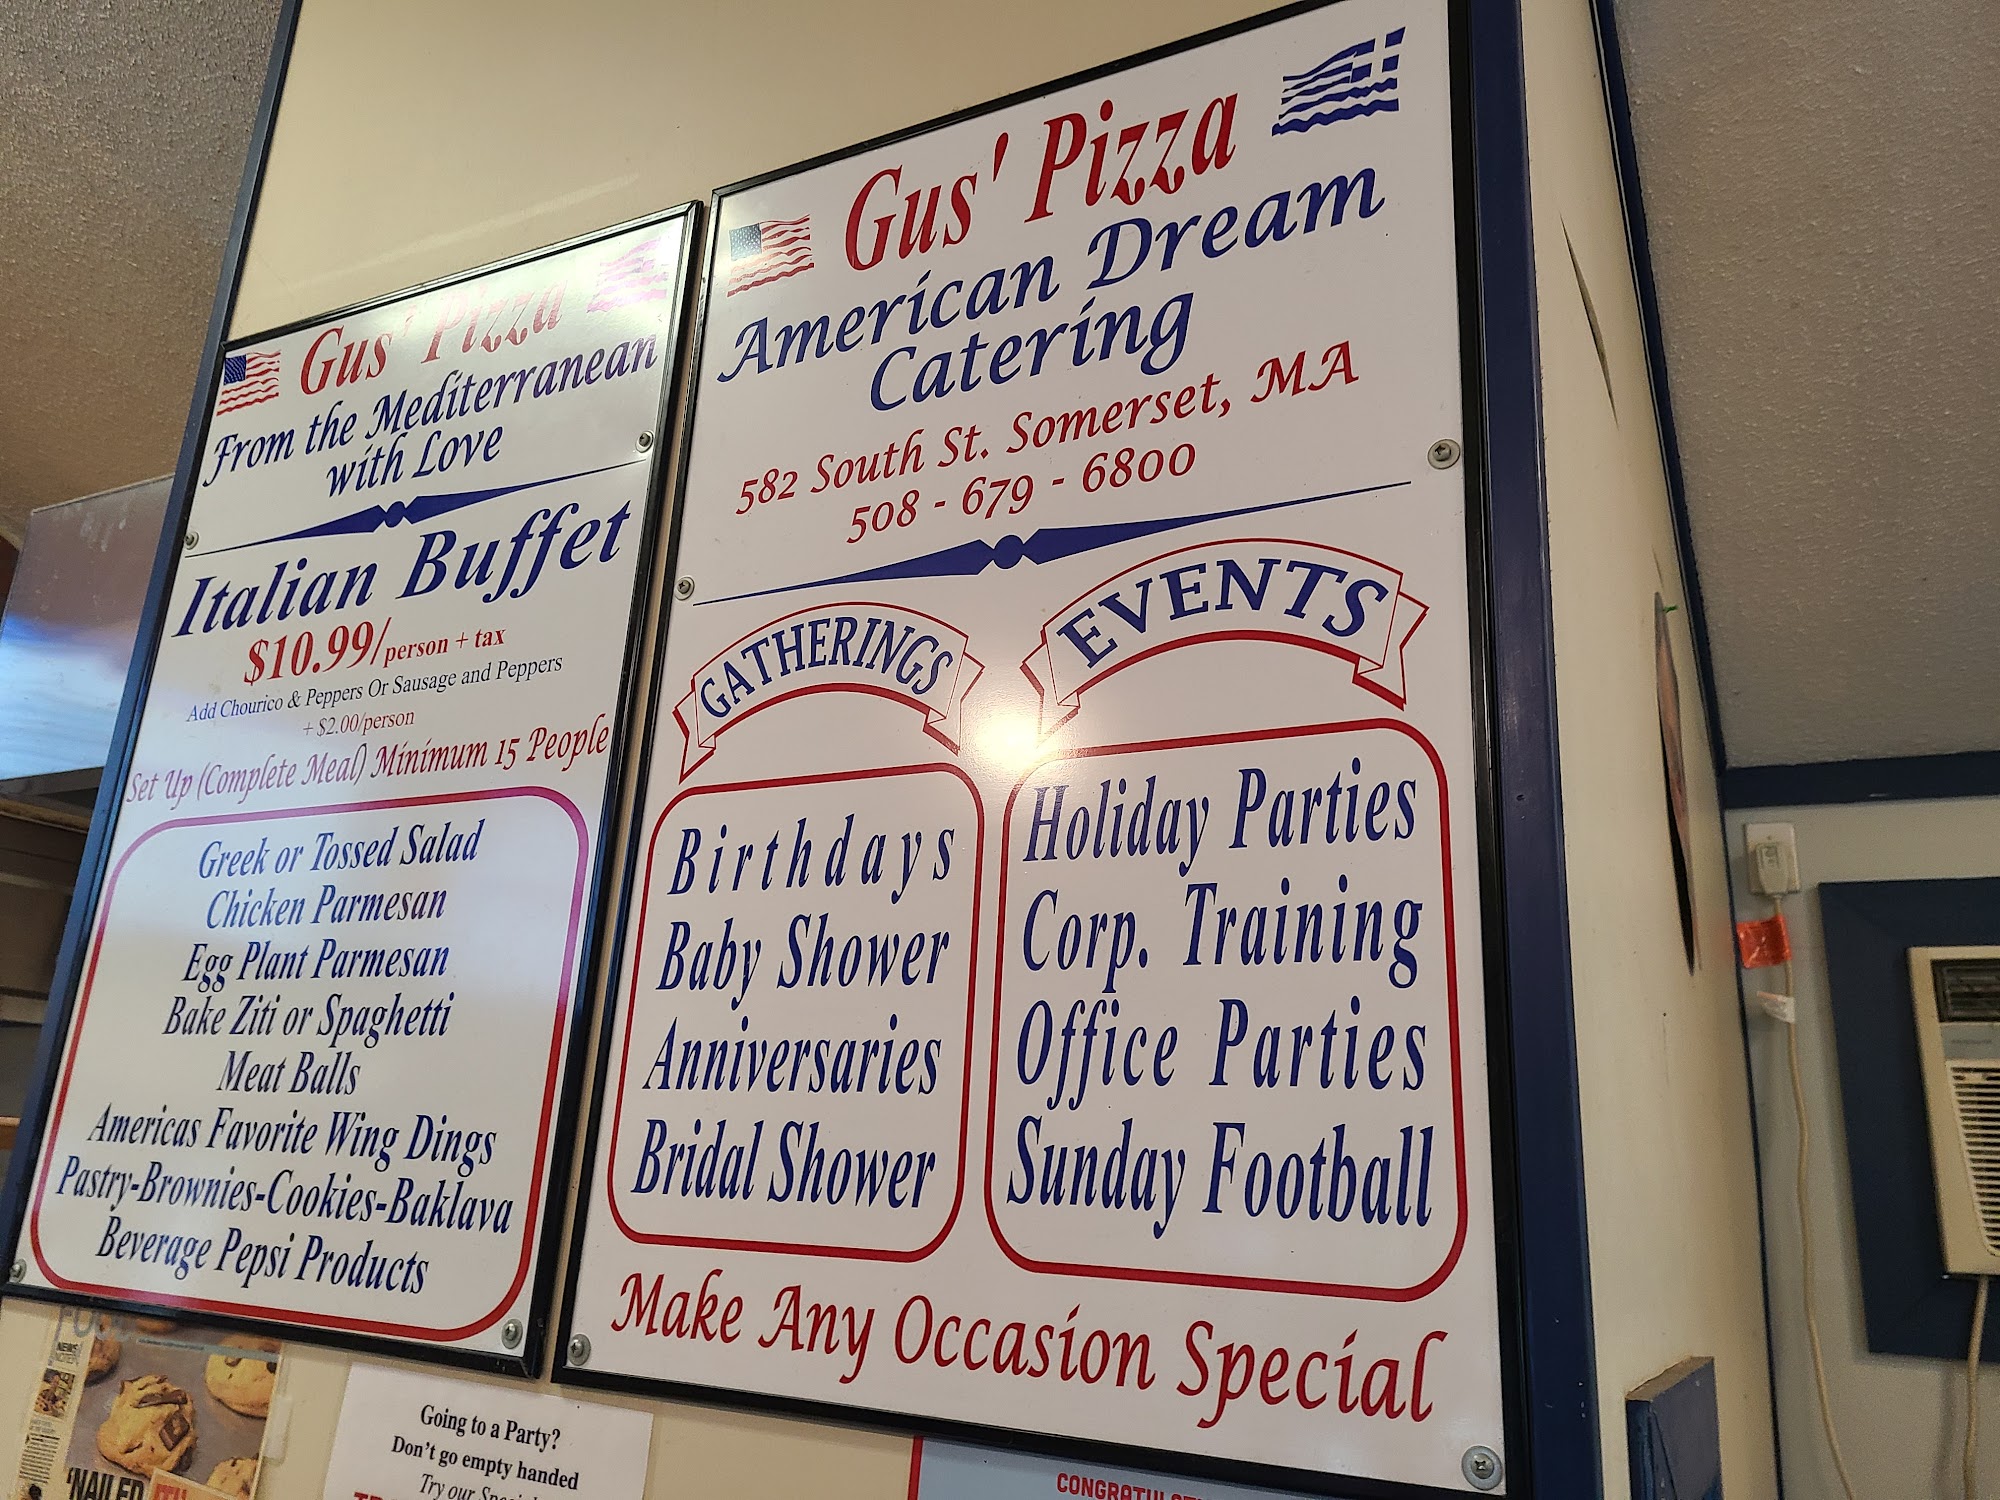 Gus' Pizza
From the Mediterranean
with Love
Italian Buffet
$10.99/person + tax
Add Chourico & Peppers Or Sausage and Peppers
+ $2.00/person
Set Up (Complete Meal) Minimum 15 People
Greek or Tossed Salad
Chicken Parmesan
Egg Plant Parmesan
Bake Ziti or Spaghetti
Meat Balls
Americas Favorite Wing Dings
Pastry-Brownies-Cookies-Baklava
Beverage Pepsi Products
Gus' Pizza
American Dream
Catering
582 South St. Somerset, MA
508 - 679 - 6800
GATHERINGS
Birthdays
Baby Shower
Anniversaries
Bridal Shower
EVENTS
Holiday Parties
Corp. Training
Office Parties
Sunday Football
Make Any Occasion Special
NEWS
'NAILED
Going to a Party?
Don't go empty handed
Try our